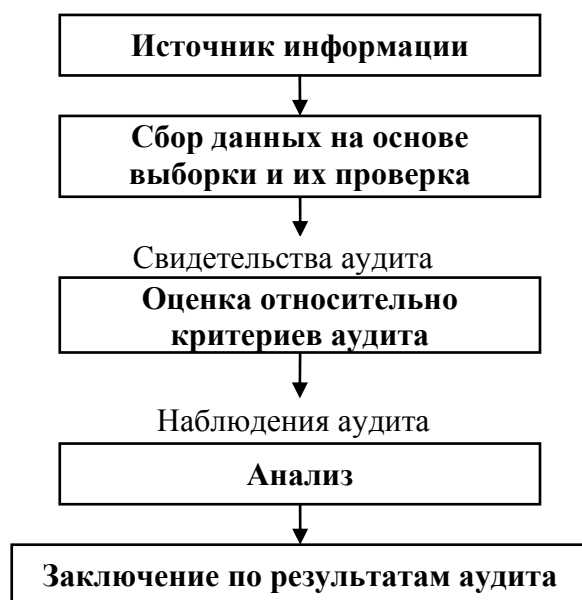 Источник информации
Сбор данных на основе
выборки и их проверка
Свидетельства аудита
Оценка относительно
критериев аудита
Наблюдения аудита
Анализ
Заключение по результатам аудита